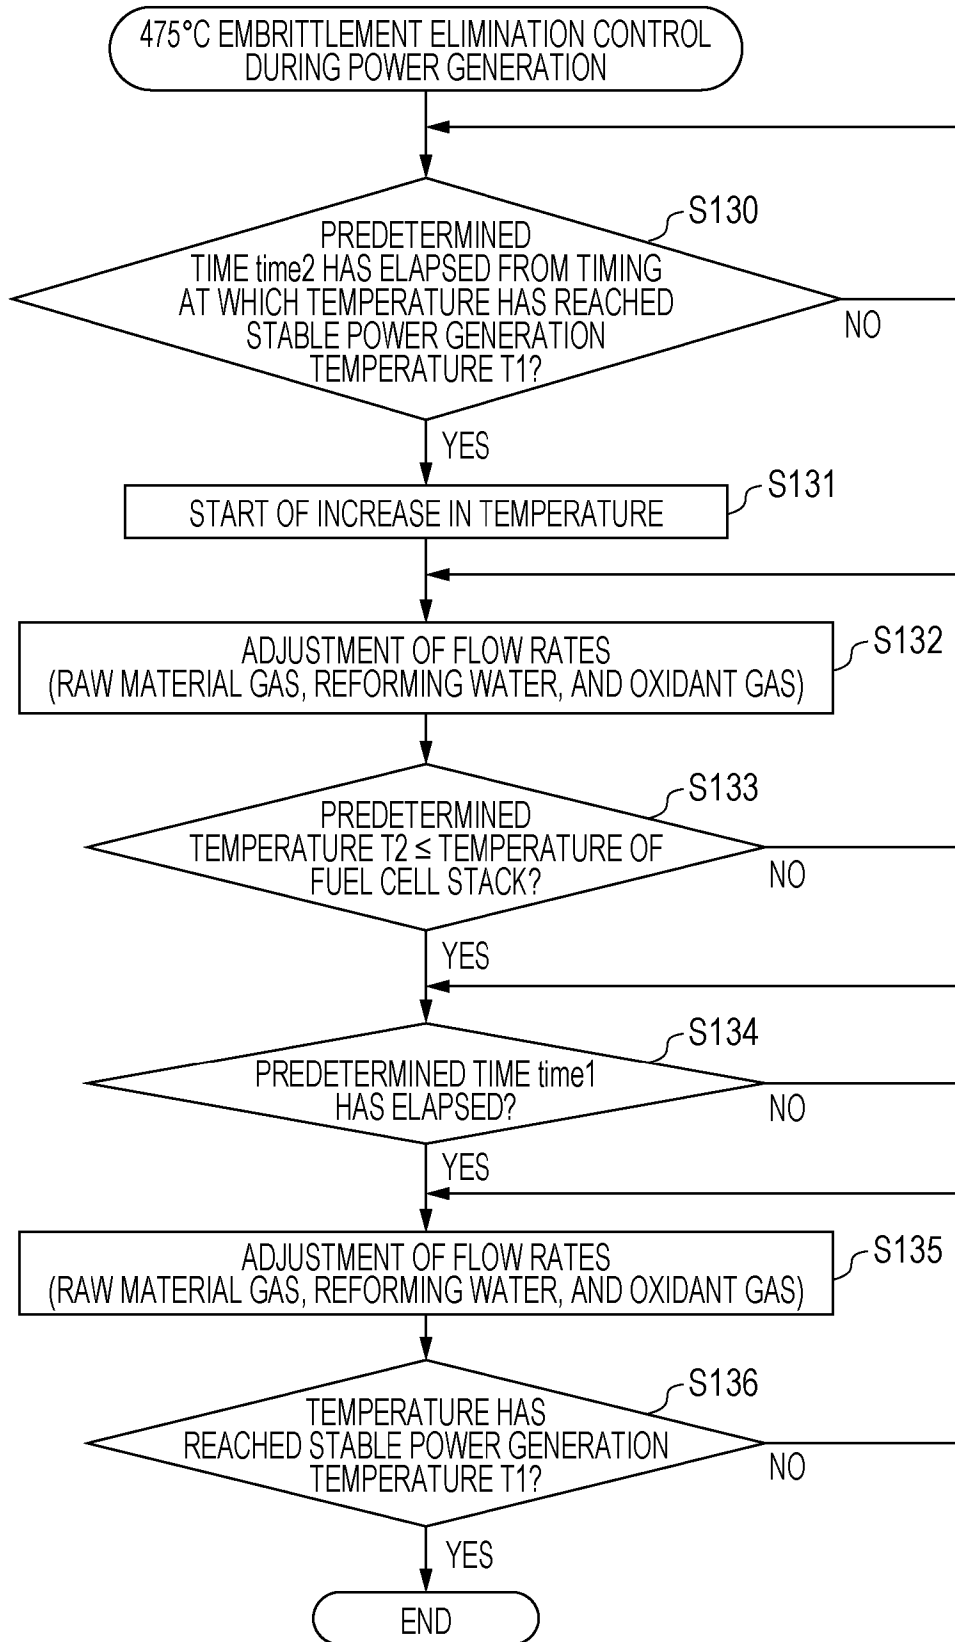 475°C EMBRITTLEMENT ELIMINATION CONTROL
DURING POWER GENERATION
S130
PREDETERMINED
TIME time2 HAS ELAPSED FROM TIMING
AT WHICH TEMPERATURE HAS REACHED
STABLE POWER GENERATION
TEMPERATURE T1?
NO
YES
S131
START OF INCREASE IN TEMPERATURE
S132
ADJUSTMENT OF FLOW RATES
(RAW MATERIAL GAS, REFORMING WATER, AND OXIDANT GAS)
S133
PREDETERMINED
TEMPERATURE T2 ≤ TEMPERATURE OF
FUEL CELL STACK?
NO
YES
S134
PREDETERMINED TIME time1
HAS ELAPSED?
NO
YES
S135
ADJUSTMENT OF FLOW RATES
(RAW MATERIAL GAS, REFORMING WATER, AND OXIDANT GAS)
S136
TEMPERATURE HAS
REACHED STABLE POWER GENERATION
TEMPERATURE T1?
NO
YES
END